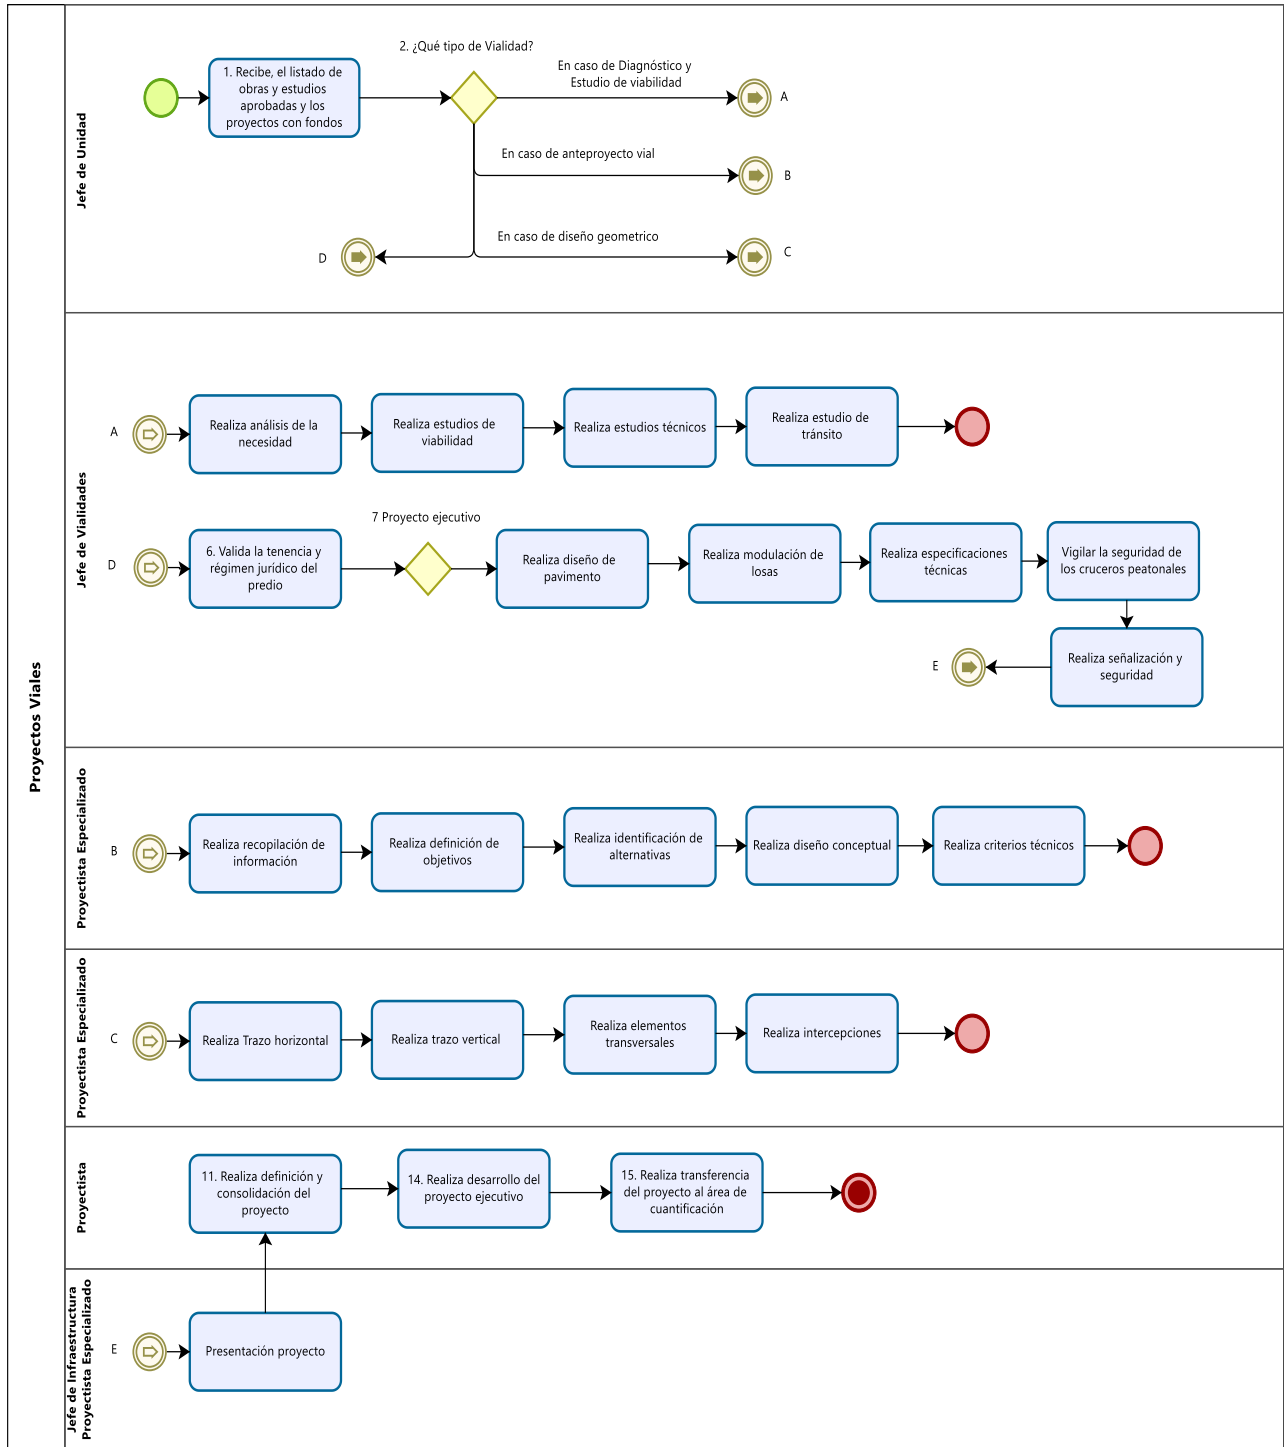 Proyectos Viales
Jefe de Unidad
1. Recibe, el listado de
obras y estudios
aprobadas y los
proyectos con fondos
2. ¿Qué tipo de Vialidad?
En caso de Diagnóstico y
Estudio de viabilidad
A
En caso de anteproyecto vial
B
En caso de diseño geometrico
C
D
Jefe de Vialidades
A
Realiza análisis de la
necesidad
Realiza estudios de
viabilidad
Realiza estudios técnicos
Realiza estudio de
tránsito
D
6. Valida la tenencia y
régimen jurídico del
predio
7 Proyecto ejecutivo
Realiza diseño de
pavimento
Realiza modulación de
losas
Realiza especificaciones
técnicas
Vigilar la seguridad de
los cruceros peatonales
Realiza señalización y
seguridad
E
Proyectista Especializado
B
Realiza recopilación de
información
Realiza definición de
objetivos
Realiza identificación de
alternativas
Realiza diseño conceptual
Realiza criterios técnicos
Proyectista Especializado
C
Realiza Trazo horizontal
Realiza trazo vertical
Realiza elementos
transversales
Realiza intercepciones
Proyectista
11. Realiza definición y
consolidación del
proyecto
14. Realiza desarrollo del
proyecto ejecutivo
15. Realiza transferencia
del proyecto al área de
cuantificación
Jefe de Infraestructura
Proyectista Especializado
E
Presentación proyecto